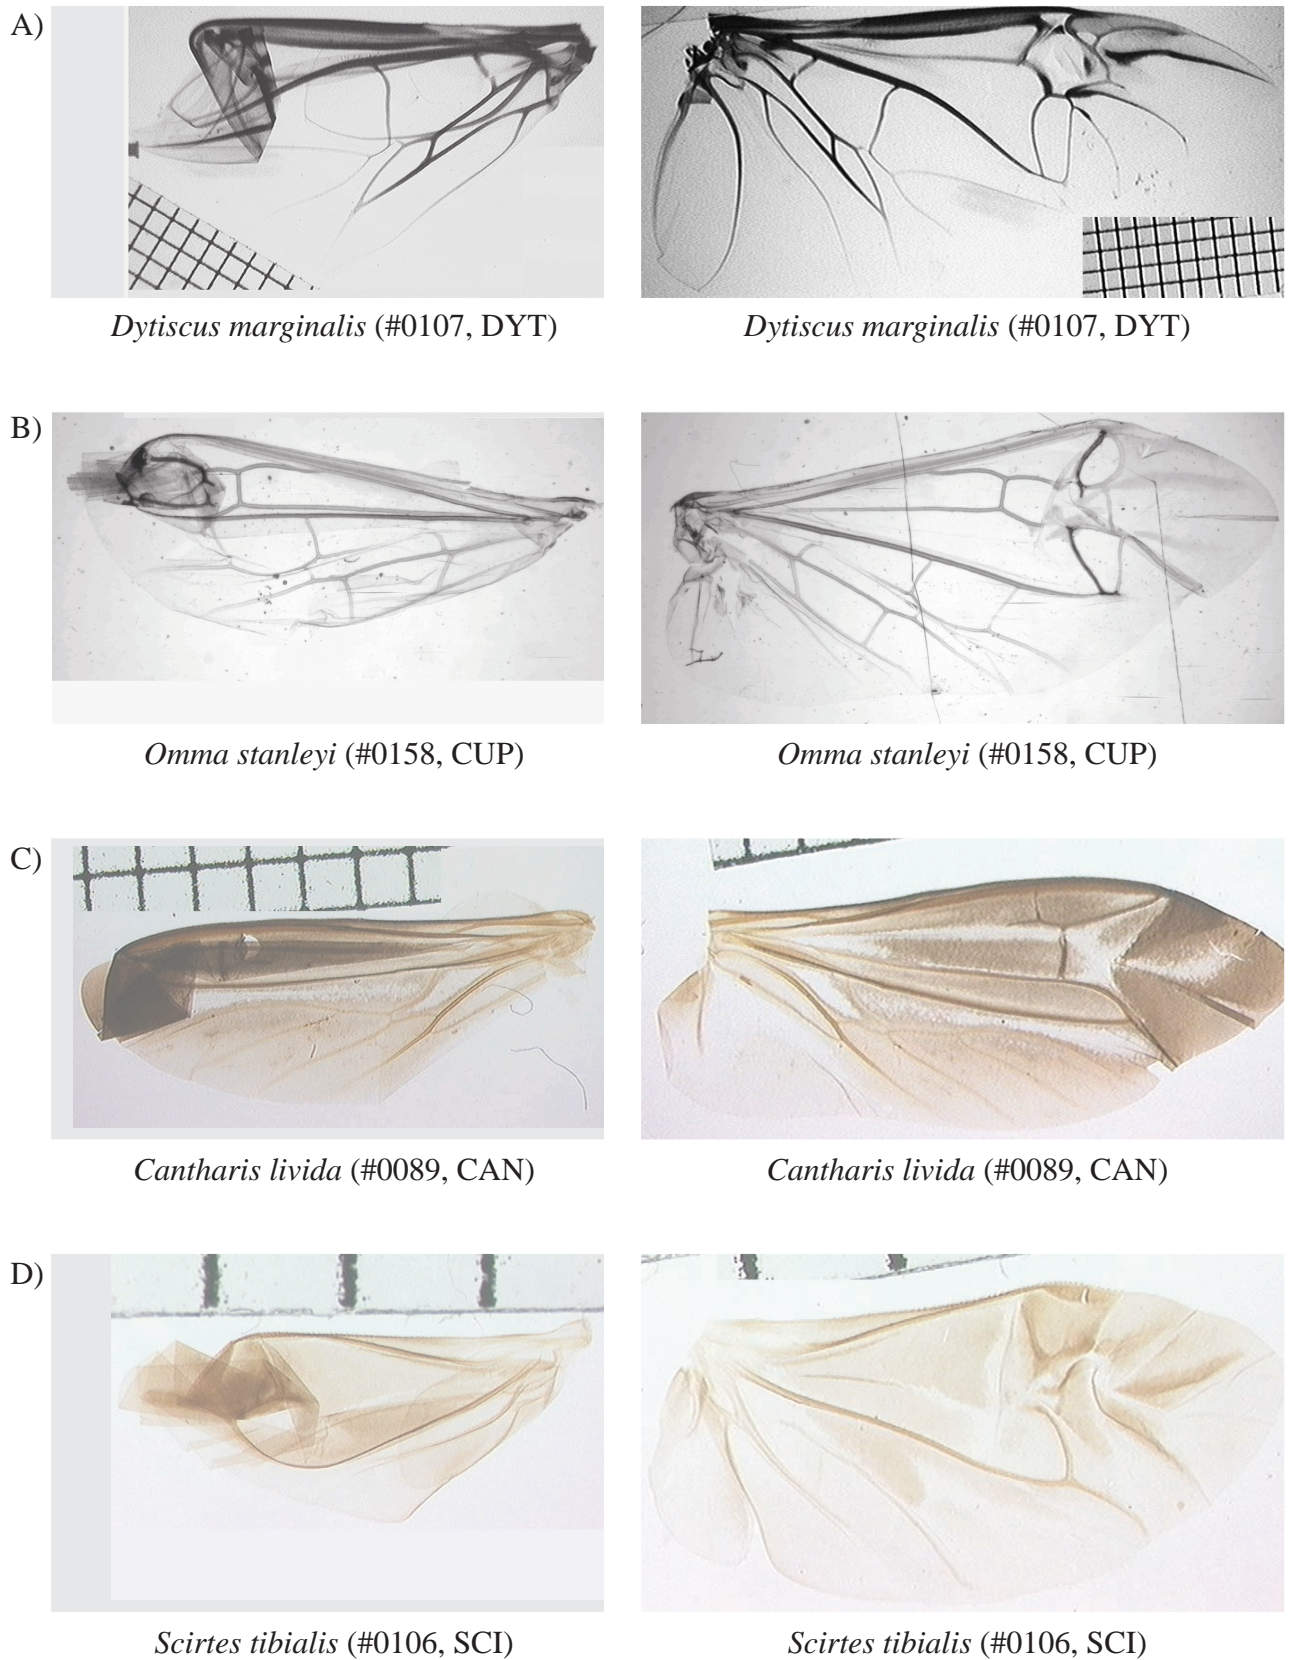 A)
Dytiscus marginalis (#0107, DYT)
Dytiscus marginalis (#0107, DYT)
B)
Omma stanleyi (#0158, CUP)
Omma stanleyi (#0158, CUP)
C)
Cantharis livida (#0089, CAN)
Cantharis livida (#0089, CAN)
D)
Scirtes tibialis (#0106, SCI)
Scirtes tibialis (#0106, SCI)